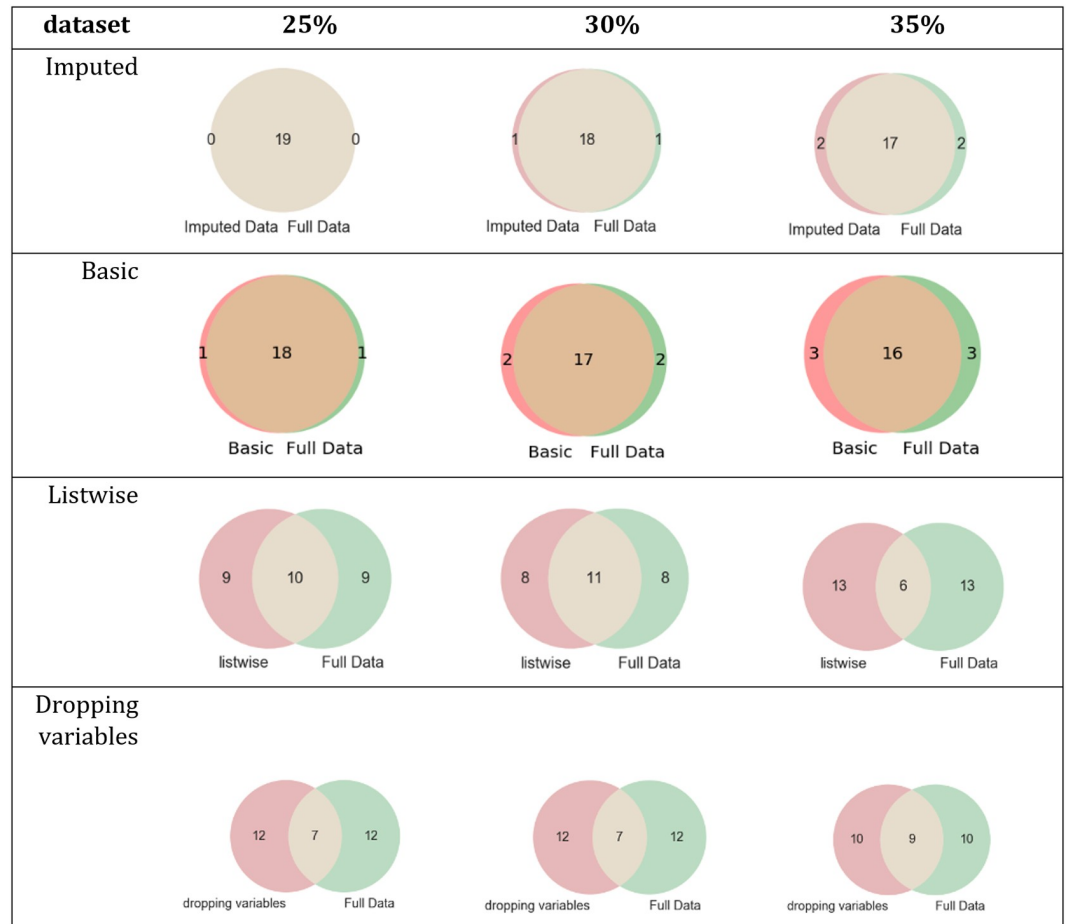 dataset 25% 30% 35%
Imputed
0 19 0 1 18 1 2 17 2
Imputed Data Full Data Imputed Data Full Data Imputed Data Full Data
Basic
1 18 1 2 17 2 3 16 3
Basic Full Data Basic Full Data Basic Full Data
Listwise
9 10 9 8 11 8 13 6 13
listwise Full Data listwise Full Data listwise Full Data
Dropping
variables
12 7 12 12 7 12 10 9 10
dropping variables Full Data dropping variables Full Data dropping variables Full Data